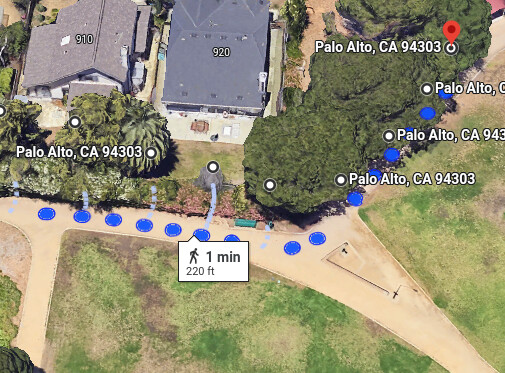 910
920
Palo Alto, CA 94303
Palo Alto, C
Palo Alto, CA 943
Palo Alto, CA 94303
Palo Alto, CA 94303
1 min
220 ft